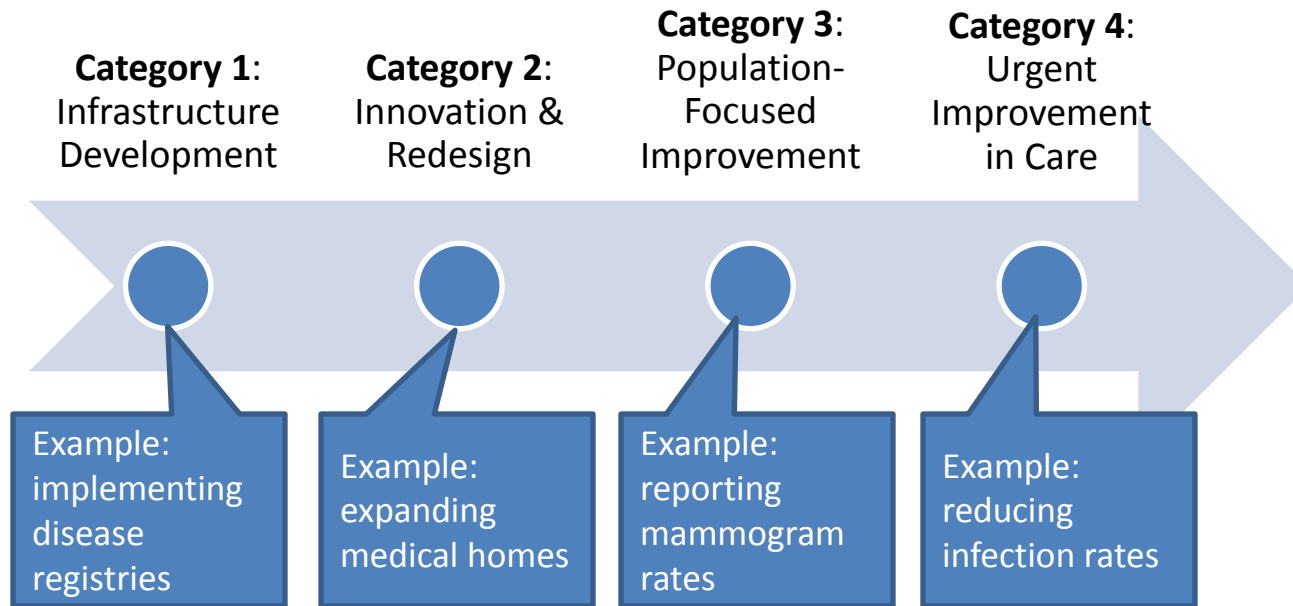 Category 1:
Infrastructure
Development
Category 2:
Innovation &
Redesign
Category 3:
Population-
Focused
Improvement
Category 4:
Urgent
Improvement
in Care
Example:
implementing
disease
registries
Example:
expanding
medical homes
Example:
reporting
mammogram
rates
Example:
reducing
infection rates